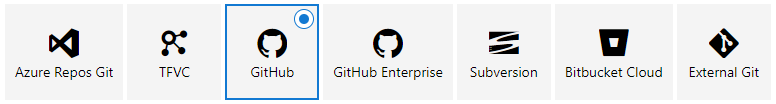 Azure Repos Git
TFVC
GitHub
GitHub Enterprise
Subversion
Bitbucket Cloud
External Git